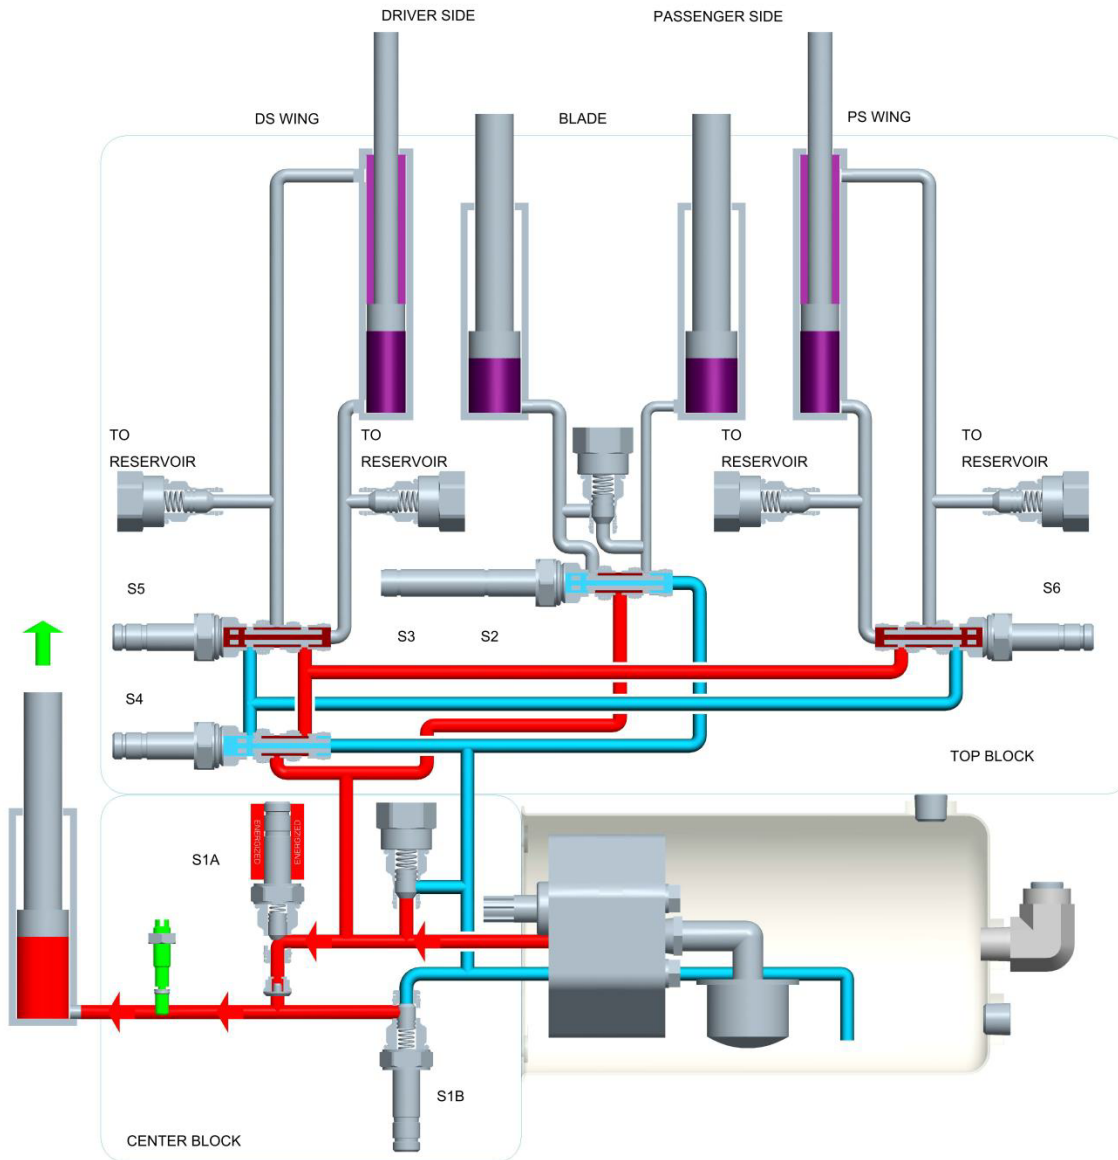 DRIVER SIDE
PASSENGER SIDE
DS WING
BLADE
PS WING
TO
RESERVOIR
TO
RESERVOIR
TO
RESERVOIR
TO
RESERVOIR
S5
S6
S3
S2
S4
TOP BLOCK
S1A
ENERGIZED
ENERGIZED
S1B
CENTER BLOCK